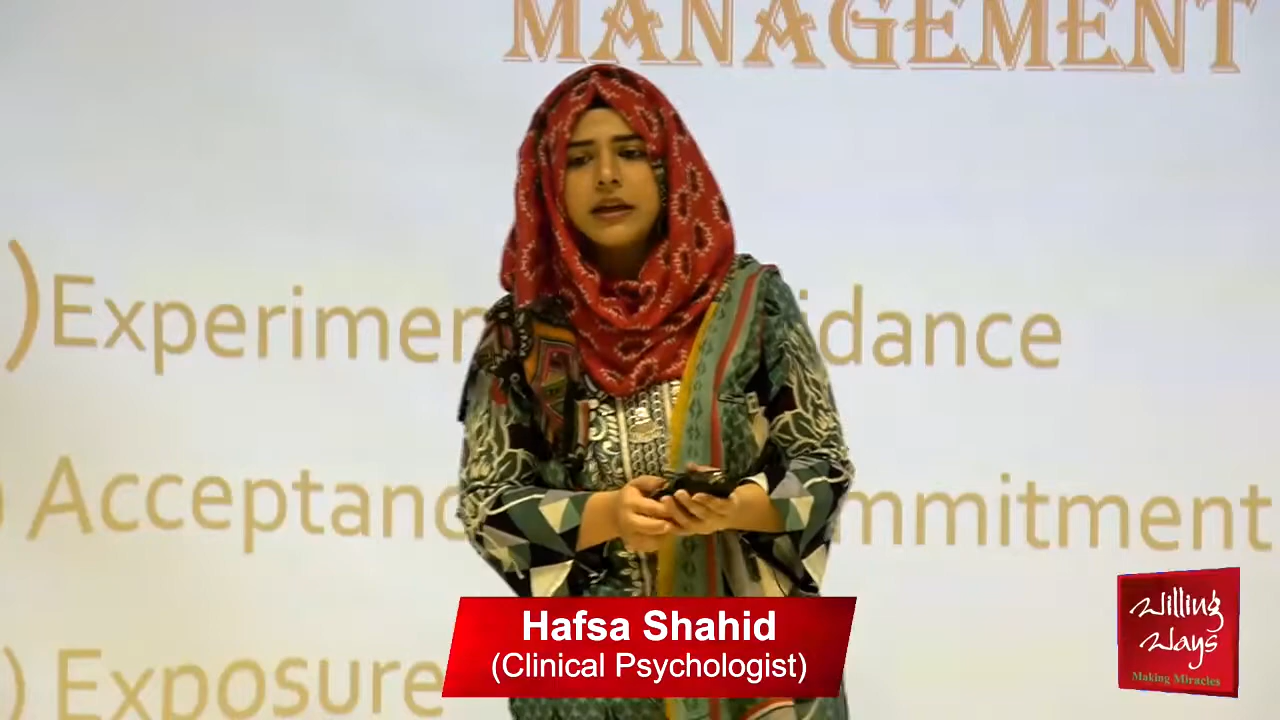 MANAGEMENT
)Experimen idance
) Acceptanc mmitment
) Exposure
Hafsa Shahid
(Clinical Psychologist)
Willing
Ways
Making Miracles